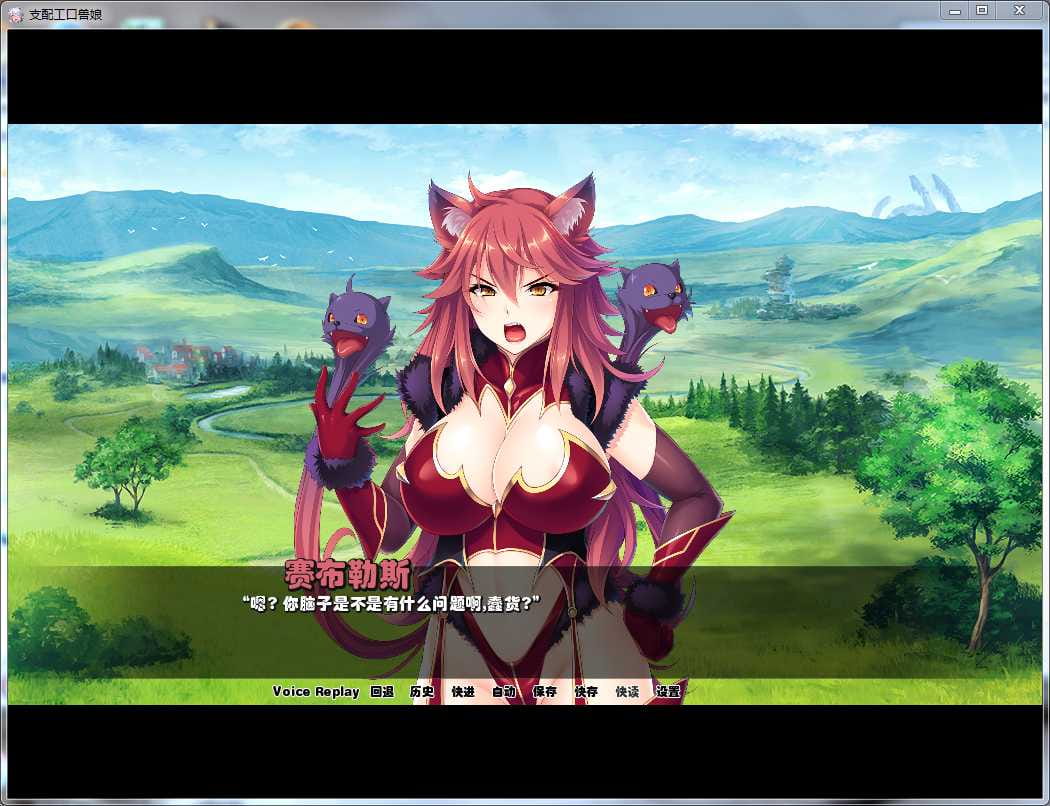 支配工口兽娘
赛布勒斯
“嗯？你脑子是不是有什么问题啊,蠢货?”
Voice Replay 回退 历史 快进 自动 保存 快存 快读 设置